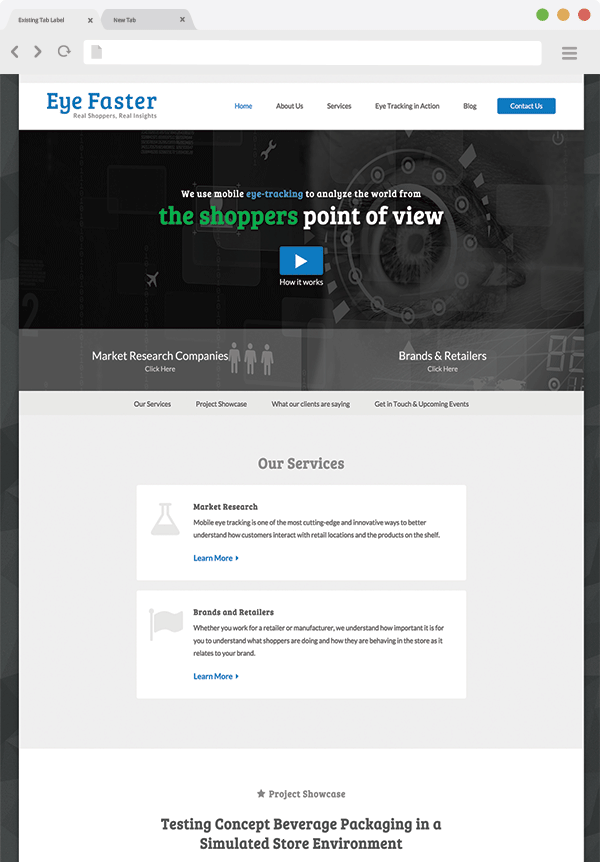 Existing Tab Label
New Tab
Eye Faster
Real Shoppers, Real Insights
Home
About Us
Services
Eye Tracking in Action
Blog
Contact Us
We use mobile eye-tracking to analyze the world from
the shoppers point of view
How it works
Market Research Companies
Click Here
Brands & Retailers
Click Here
Our Services
Project Showcase
What our clients are saying
Get in Touch & Upcoming Events
Our Services
Market Research
Mobile eye tracking is one of the most cutting-edge and innovative ways to better
understand how customers interact with retail locations and the products on the shelf.
Learn More
Brands and Retailers
Whether you work for a retailer or manufacturer, we understand how important it is for
you to understand what shoppers are doing and how they are behaving in the store as it
relates to your brand.
Learn More
Project Showcase
Testing Concept Beverage Packaging in a
Simulated Store Environment